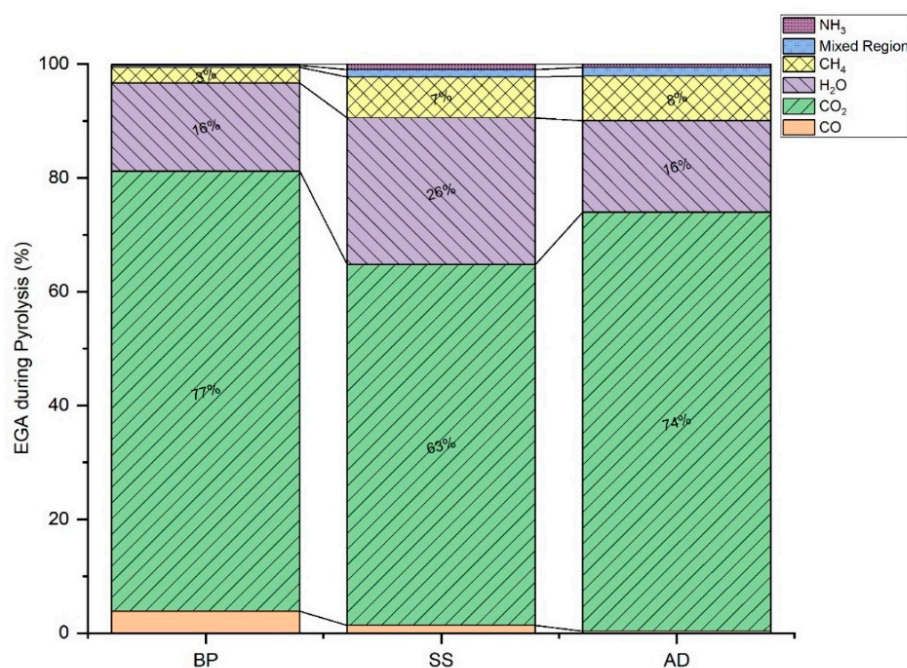 NH₃
Mixed Region
CH₄
H₂O
CO₂
CO
EGA during Pyrolysis (%)
100
80
60
40
20
0
3%
16%
77%
7%
26%
63%
8%
16%
74%
BP
SS
AD